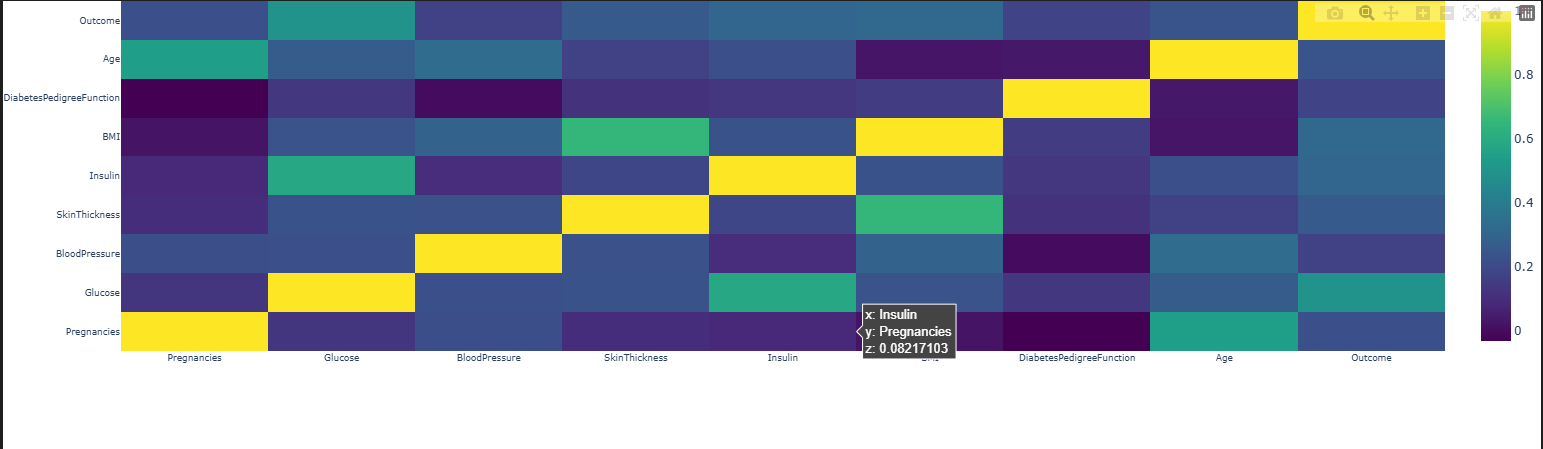 Outcome
Age
DiabetesPedigreeFunction
BMI
Insulin
SkinThickness
BloodPressure
Glucose
Pregnancies
Pregnancies
Glucose
BloodPressure
SkinThickness
Insulin
DiabetesPedigreeFunction
Age
Outcome
x: Insulin
y: Pregnancies
z: 0.08217103
0.8
0.6
0.4
0.2
0